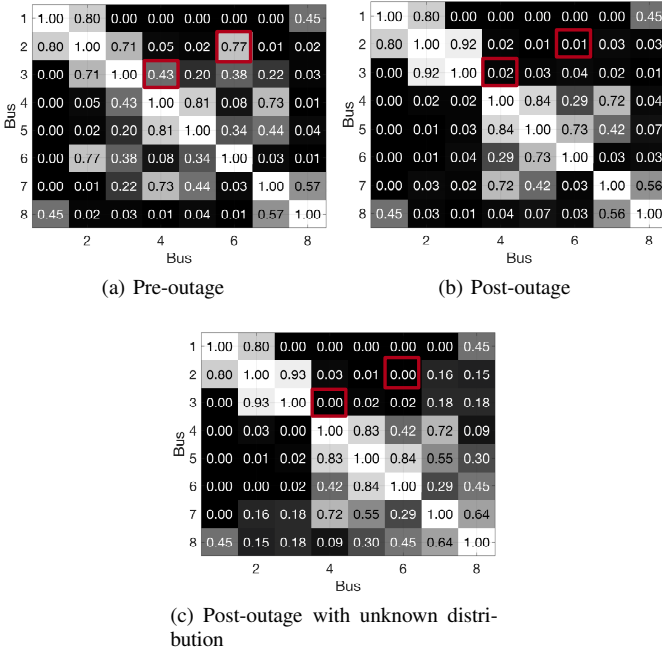 1 1.00 0.80 0.00 0.00 0.00 0.00 0.00 0.45
2 0.80 1.00 0.71 0.05 0.02 0.77 0.01 0.02
3 0.00 0.71 1.00 0.43 0.20 0.38 0.22 0.03
4 0.00 0.05 0.43 1.00 0.81 0.08 0.73 0.01
5 0.00 0.02 0.20 0.81 1.00 0.34 0.44 0.04
6 0.00 0.77 0.38 0.08 0.34 1.00 0.03 0.01
7 0.00 0.01 0.22 0.73 0.44 0.03 1.00 0.57
8 0.45 0.02 0.03 0.01 0.04 0.01 0.57 1.00
Bus
2 4 6 8
Bus
(a) Pre-outage
1 1.00 0.80 0.00 0.00 0.00 0.00 0.00 0.45
2 0.80 1.00 0.92 0.02 0.01 0.01 0.03 0.03
3 0.00 0.92 1.00 0.02 0.03 0.04 0.02 0.01
4 0.00 0.02 0.02 1.00 0.84 0.29 0.72 0.04
5 0.00 0.01 0.03 0.84 1.00 0.73 0.42 0.07
6 0.00 0.01 0.04 0.29 0.73 1.00 0.03 0.03
7 0.00 0.03 0.02 0.72 0.42 0.03 1.00 0.56
8 0.45 0.03 0.01 0.04 0.07 0.03 0.56 1.00
Bus
2 4 6 8
Bus
(b) Post-outage
1 1.00 0.80 0.00 0.00 0.00 0.00 0.00 0.45
2 0.80 1.00 0.93 0.03 0.01 0.00 0.16 0.15
3 0.00 0.93 1.00 0.00 0.02 0.02 0.18 0.18
4 0.00 0.03 0.00 1.00 0.83 0.42 0.72 0.09
5 0.00 0.01 0.02 0.83 1.00 0.84 0.55 0.30
6 0.00 0.00 0.02 0.42 0.84 1.00 0.29 0.45
7 0.00 0.16 0.18 0.72 0.55 0.29 1.00 0.64
8 0.45 0.15 0.18 0.09 0.30 0.45 0.64 1.00
Bus
2 4 6 8
Bus
(c) Post-outage with unknown distri-
bution